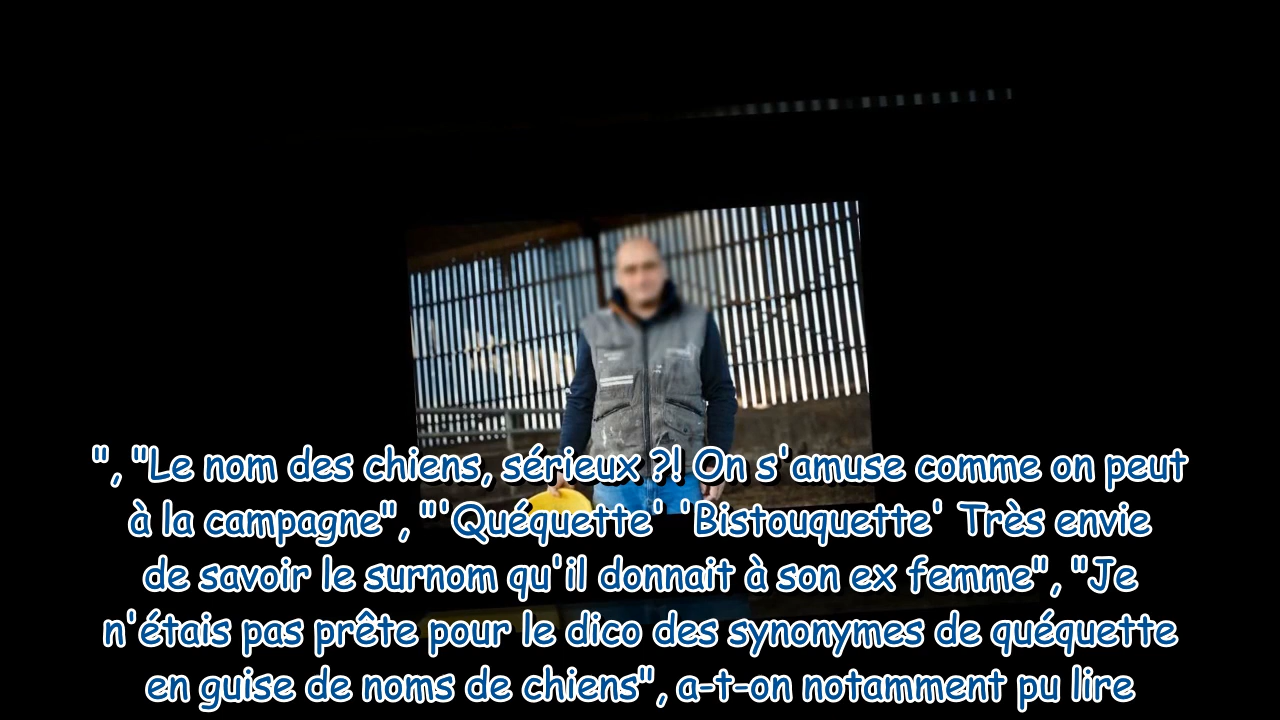 ", "Le nom des chiens, sérieux ?! On s'amuse comme on peut
à la campagne", "'Quéquette' 'Bistouquette' Très envie
de savoir le surnom qu'il donnait à son ex femme", "Je
n'étais pas prête pour le dico des synonymes de quéquette
en guise de noms de chiens", a-t-on notamment pu lire